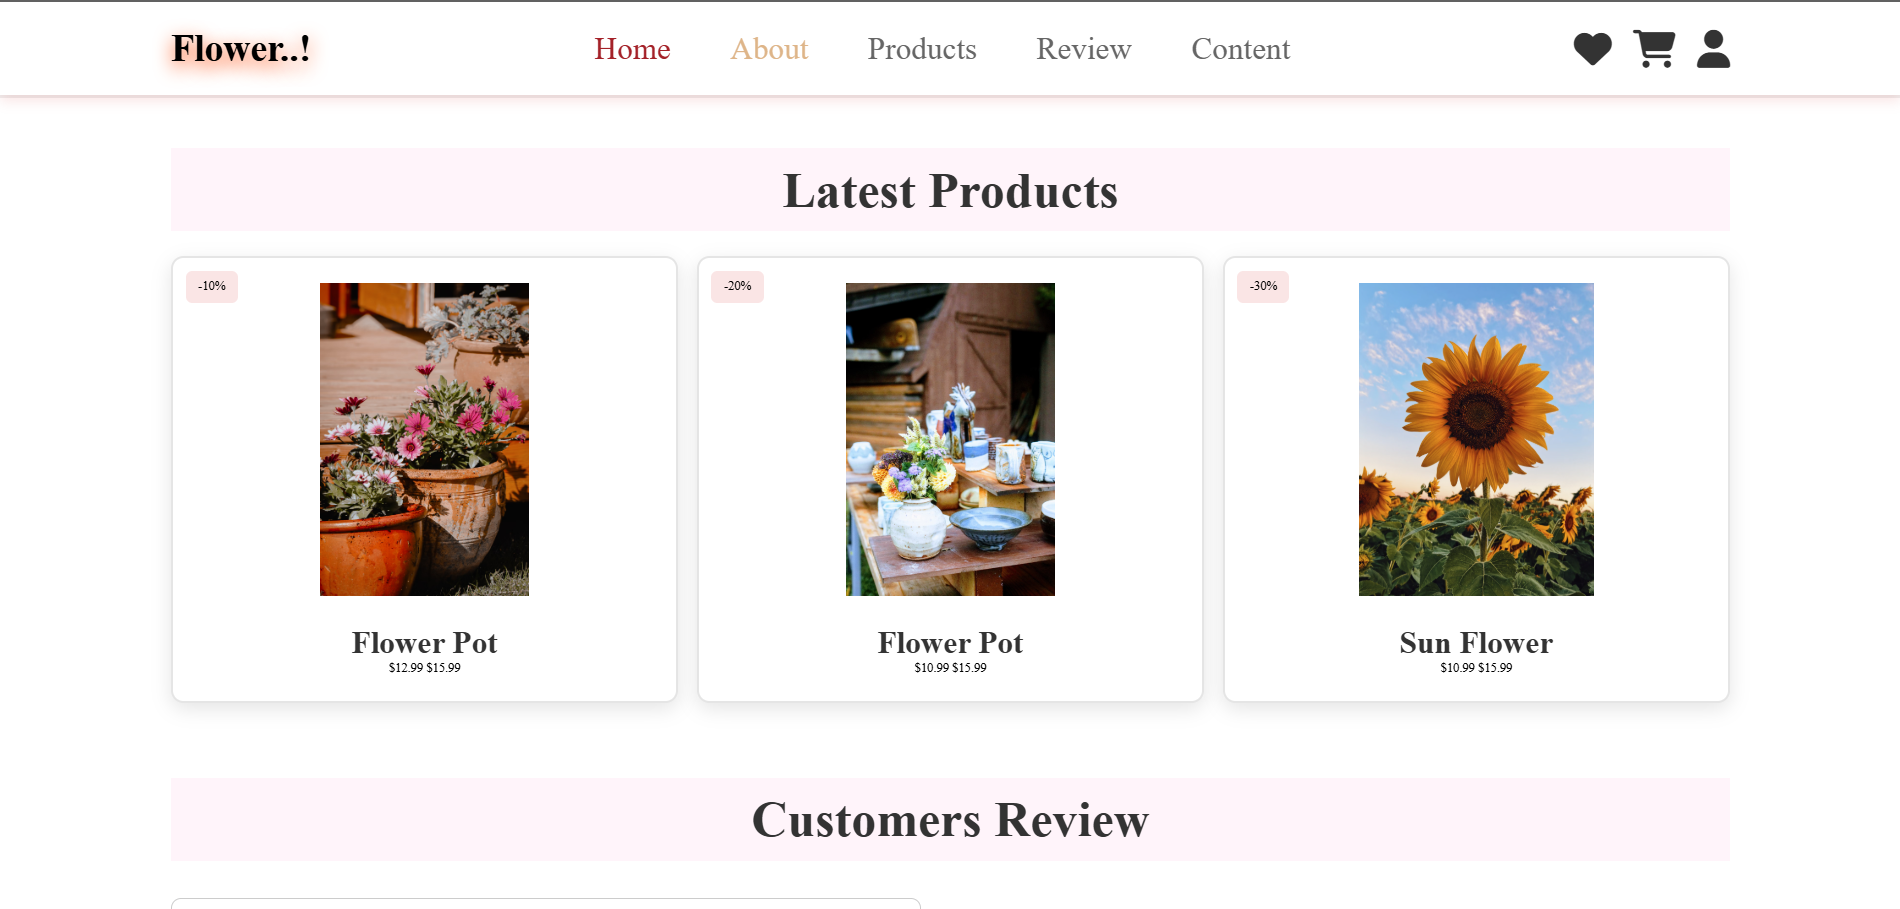 Flower..!
Home About Products Review Content
Latest Products
-10%
Flower Pot
$12.99 $15.99
-20%
Flower Pot
$10.99 $15.99
-30%
Sun Flower
$10.99 $15.99
Customers Review